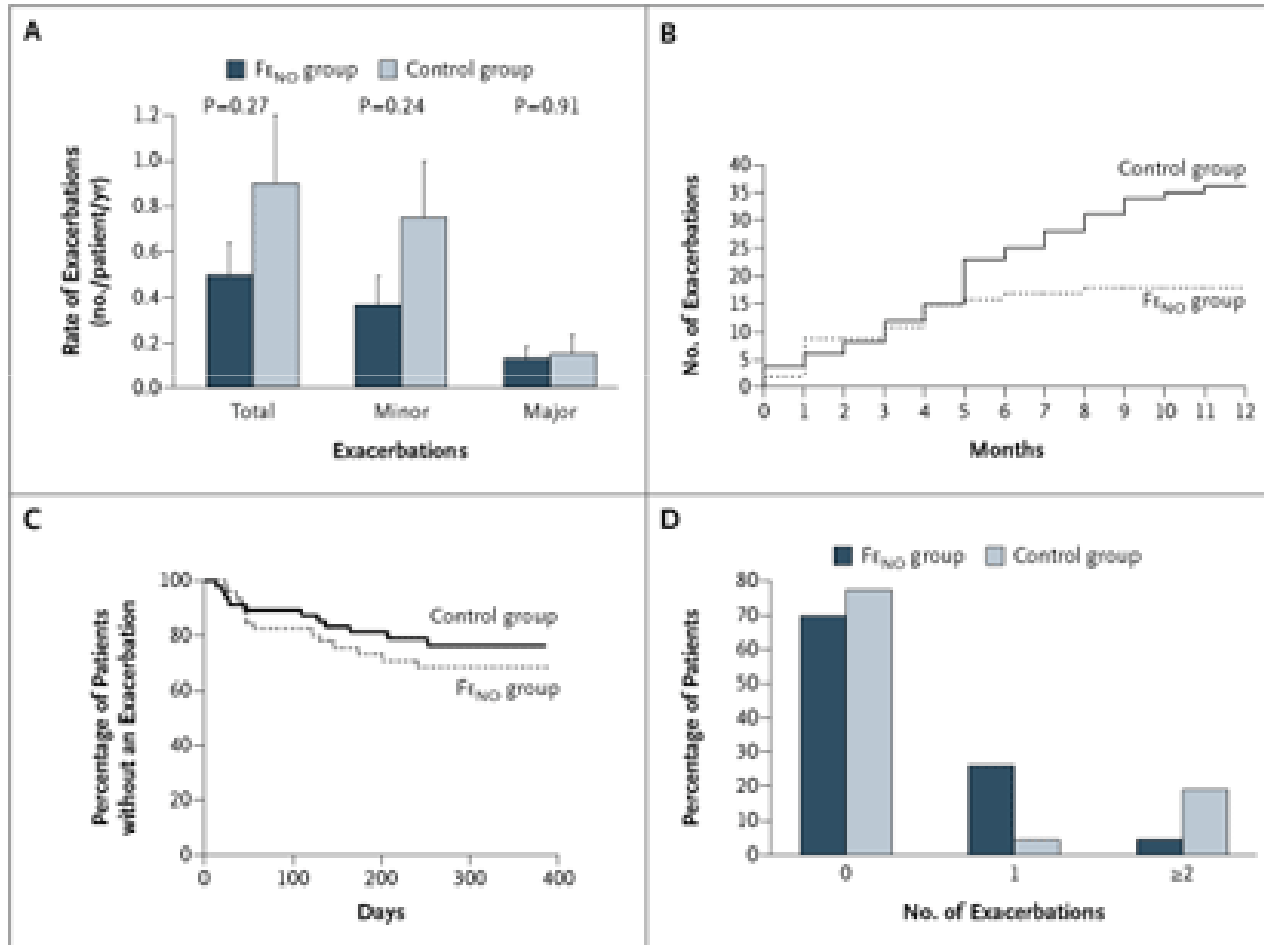 A
FENO group
Control group
P=0.27
P=0.24
P=0.91
Rate of Exacerbations
(no./patient/yr)
1.2
1.0
0.8
0.6
0.4
0.2
0.0
Total
Minor
Major
Exacerbations
B
No. of Exacerbations
40
35
30
25
20
15
10
5
0
Control group
FENO group
0 1 2 3 4 5 6 7 8 9 10 11 12
Months
C
Percentage of Patients
without an Exacerbation
100
80
60
40
20
0
Control group
FENO group
0 100 200 300 400
Days
D
FENO group
Control group
Percentage of Patients
80
70
60
50
40
30
20
10
0
0 1 ≥2
No. of Exacerbations